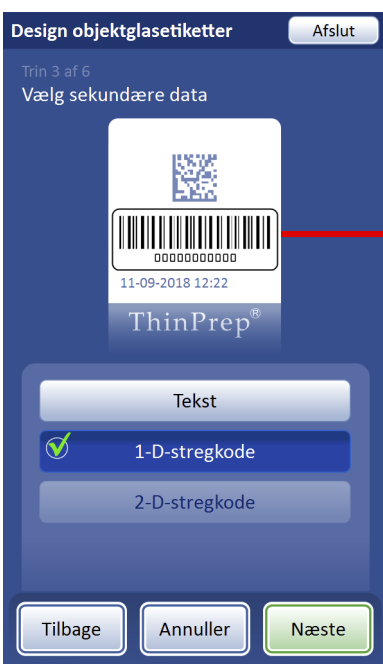 Design objektglasetiketter
Afslut
Trin 3 af 6
Vælg sekundære data
00000000000
11-09-2018 12:22
ThinPrep®
Tekst
1-D-stregkode
2-D-stregkode
Tilbage
Annuller
Næste